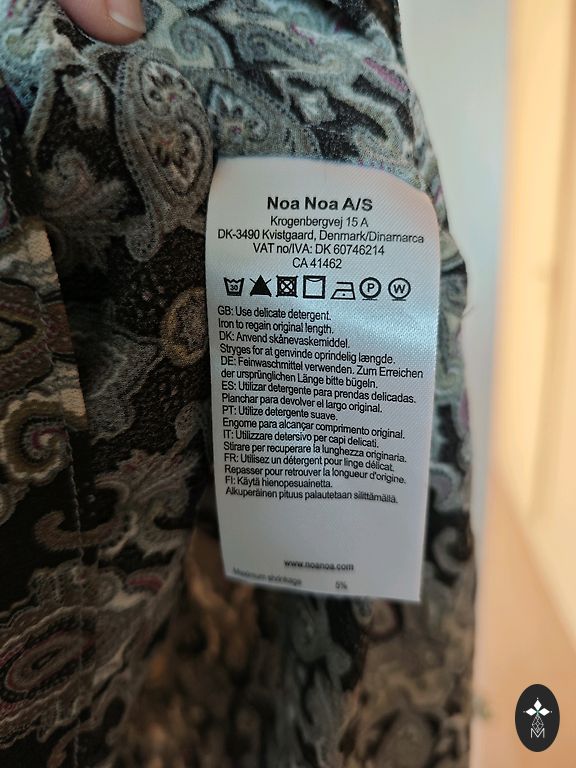 Noa Noa A/S
Krogenbergvej 15 A
DK-3490 Kvistgaard, Denmark/Dinamarca
VAT no/IVA: DK 60746214
CA 41462
30 P W
GB: Use delicate detergent.
Iron to regain original length.
DK: Anvend skånevaskemiddel.
Stryges for at genvinde oprindelig længde.
DE: Feinwaschmittel verwenden. Zum Erreichen
der ursprünglichen Länge bitte bügeln.
ES: Utilizar detergente para prendas delicadas.
Planchar para devolver el largo original.
PT: Utilize detergente suave.
Engome para alcançar comprimento original.
IT: Utilizzare detersivo per capi delicati.
Stirare per recuperare la lunghezza originaria.
FR: Utilisez un détergent pour linge délicat.
Repasser pour retrouver la longueur d'origine.
FI: Käytä hienopesuainetta.
Alkuperäinen pituus palautetaan silittämällä.
www.noanoa.com
Maximum shrinkage 5%
M